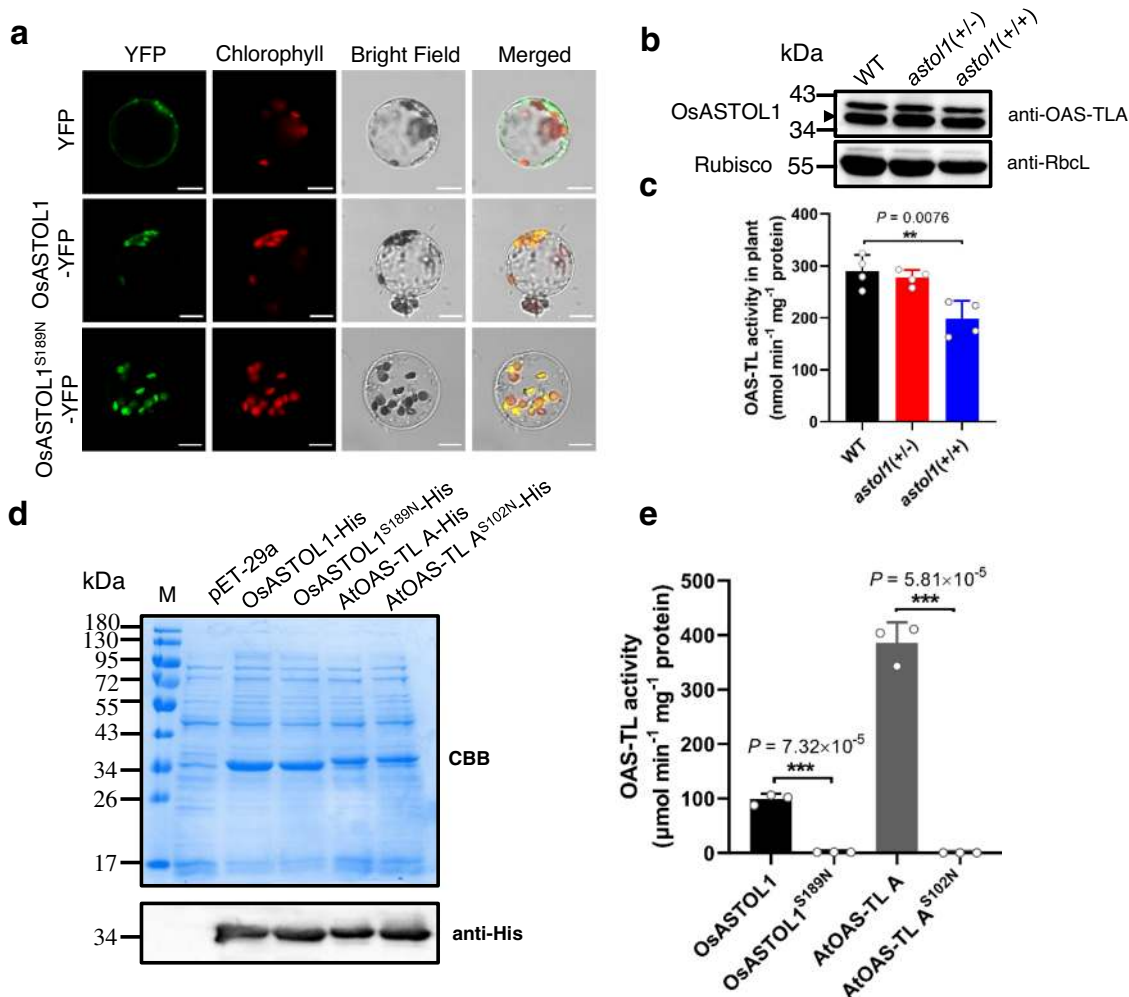 a
YFP Chlorophyll Bright Field Merged
YFP
OsASTOL1
-YFP
OsASTOL1S189N
-YFP
b
kDa
WT
astol1(+/-)
astol1(+/+)
OsASTOL1
43
34
anti-OAS-TLA
Rubisco
55
anti-RbcL
c
OAS-TL activity in plant
(nmol min-1 mg-1 protein)
400
300
200
100
0
P = 0.0076
**
WT
astol1(+/-)
astol1(+/+)
d
kDa
M
pET-29a
OsASTOL1-His
OsASTOL1S189N-His
AtOAS-TL A-His
AtOAS-TL AS102N-His
180
130
95
72
55
43
34
26
17
CBB
34
anti-His
e
OAS-TL activity
(µmol min-1 mg-1 protein)
500
400
300
200
100
0
P = 7.32×10-5
***
P = 5.81×10-5
***
OsASTOL1
OsASTOL1S189N
AtOAS-TL A
AtOAS-TL AS102N